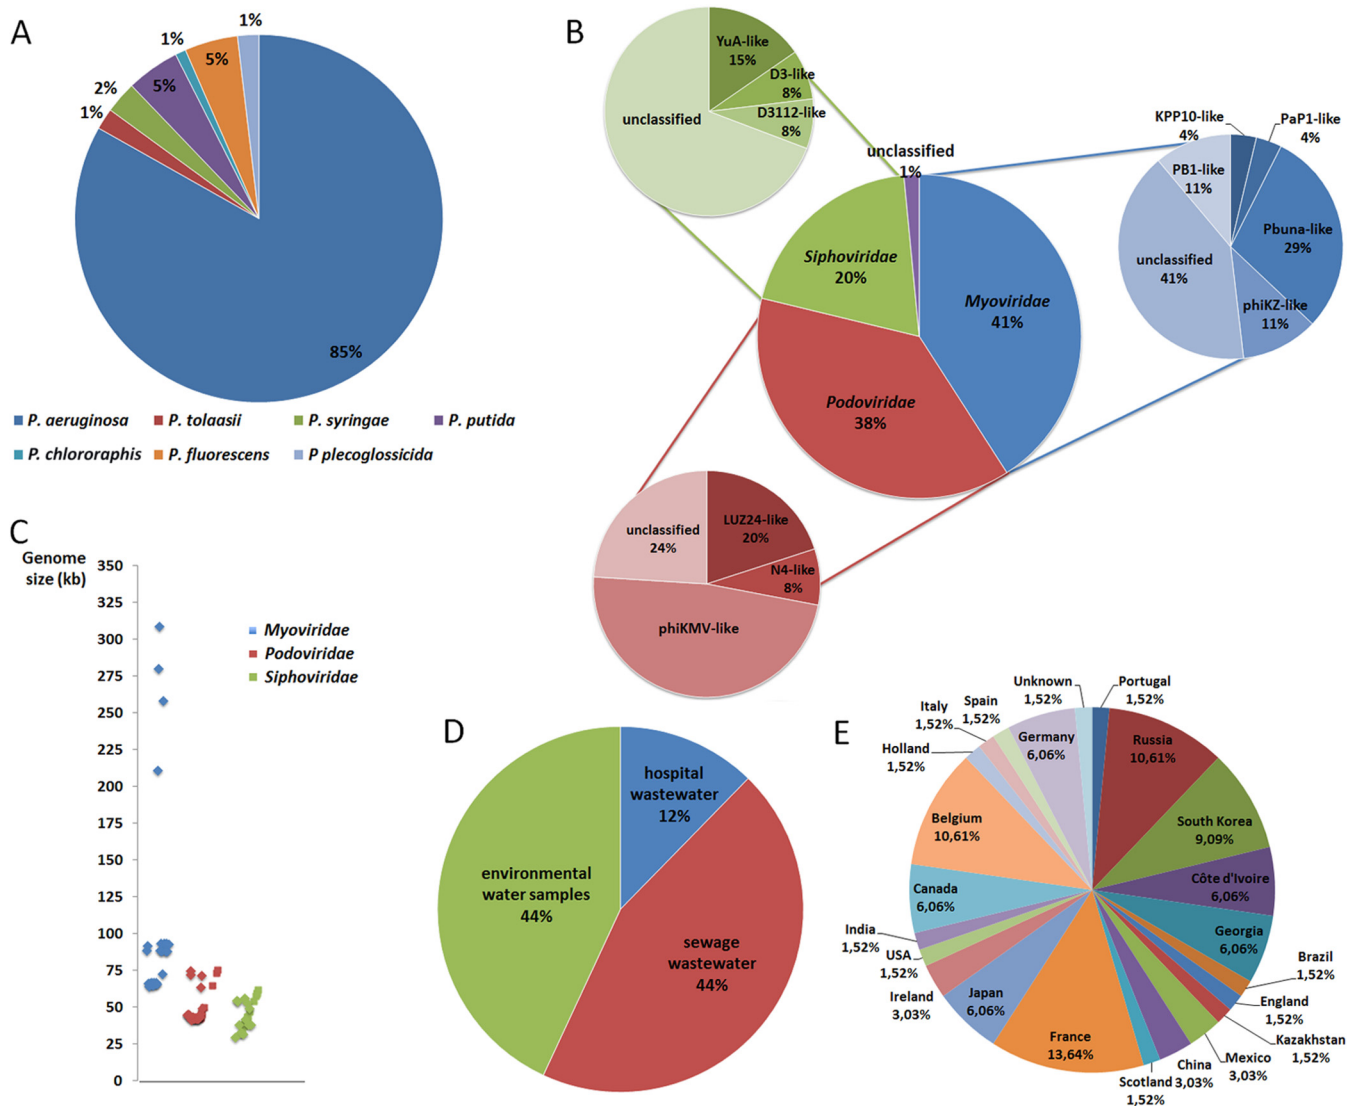 A
1%
1%
5%
5%
2%
1%
85%
P. aeruginosa
P. tolaasii
P. syringae
P. putida
P. chlororaphis
P. fluorescens
P plecoglossicida
B
YuA-like
15%
D3-like
8%
D3112-like
8%
unclassified
unclassified
1%
Siphoviridae
20%
Myoviridae
41%
Podoviridae
38%
KPP10-like
4%
PaP1-like
4%
PB1-like
11%
Pbuna-like
29%
unclassified
41%
phiKZ-like
11%
unclassified
24%
LUZ24-like
20%
N4-like
8%
phiKMV-like
C
Genome
size (kb)
350
325
300
275
250
225
200
175
150
125
100
75
50
25
0
Myoviridae
Podoviridae
Siphoviridae
D
hospital
wastewater
12%
environmental
water samples
44%
sewage
wastewater
44%
E
Unknown
1,52%
Portugal
1,52%
Italy
1,52%
Spain
1,52%
Germany
6,06%
Russia
10,61%
Holland
1,52%
Belgium
10,61%
South Korea
9,09%
Canada
6,06%
Côte d'Ivoire
6,06%
India
1,52%
Georgia
6,06%
USA
1,52%
Brazil
1,52%
Ireland
3,03%
Japan
6,06%
England
1,52%
France
13,64%
Kazakhstan
1,52%
Scotland
1,52%
China
3,03%
Mexico
3,03%